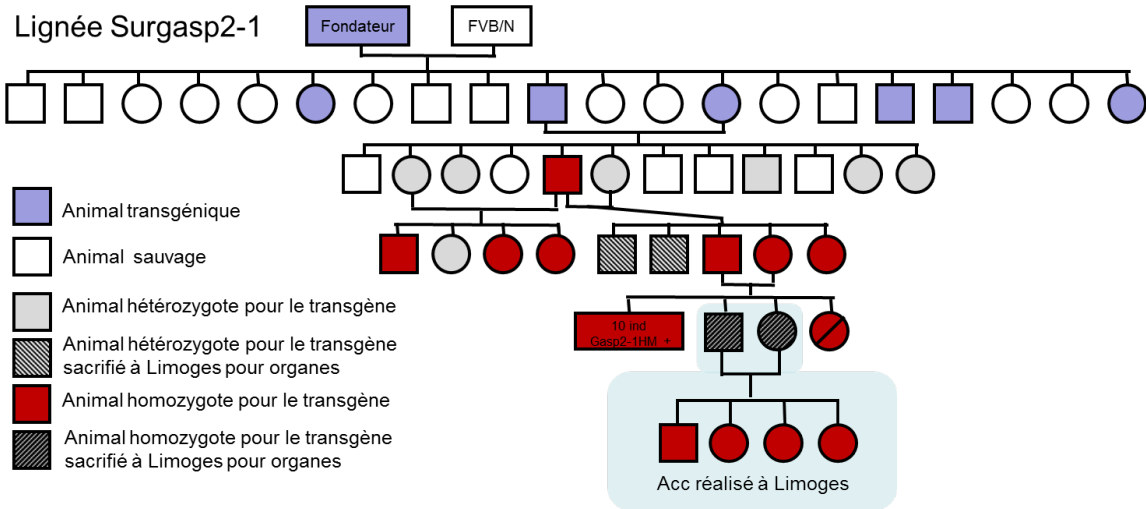 Lignée Surgasp2-1
Fondateur
FVB/N
Animal transgénique
Animal sauvage
Animal hétérozygote pour le transgène
Animal hétérozygote pour le transgène
sacrifié à Limoges pour organes
Animal homozygote pour le transgène
Animal homozygote pour le transgène
sacrifié à Limoges pour organes
10 ind
Gasp2-1HM +
Acc réalisé à Limoges